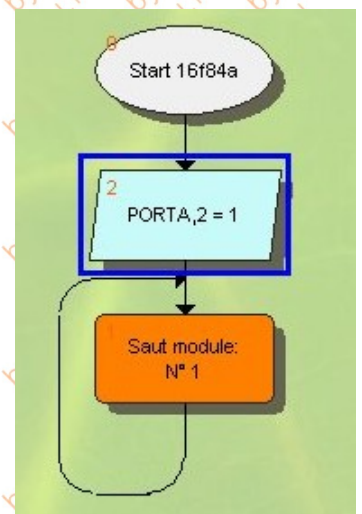 0
Start 16f84a
2
PORTA,2 = 1
1
Saut module:
N° 1